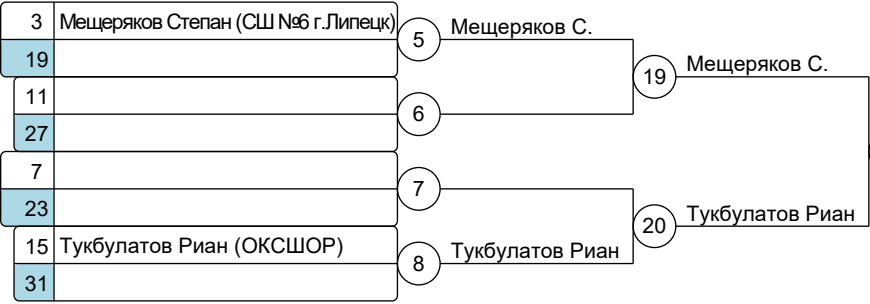 3 Мещеряков Степан (СШ №6 г.Липецк)
5 Мещеряков С.
19
19 Мещеряков С.
11
6
27
7
7
23
20 Тукбулатов Риан
15 Тукбулатов Риан (ОКСШОР)
8 Тукбулатов Риан
31